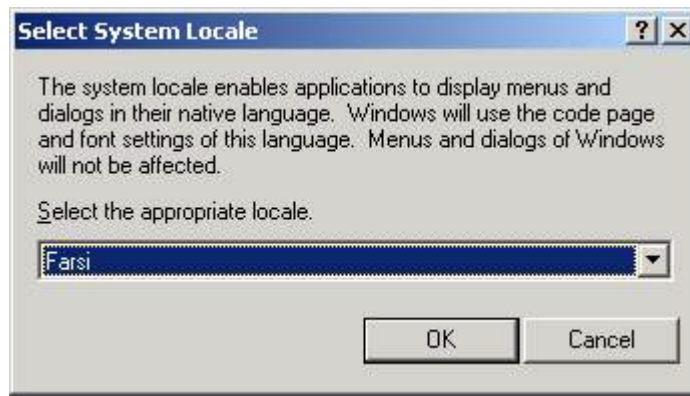 Select System Locale
The system locale enables applications to display menus and
dialogs in their native language. Windows will use the code page
and font settings of this language. Menus and dialogs of Windows
will not be affected.
Select the appropriate locale.
Farsi
OK Cancel